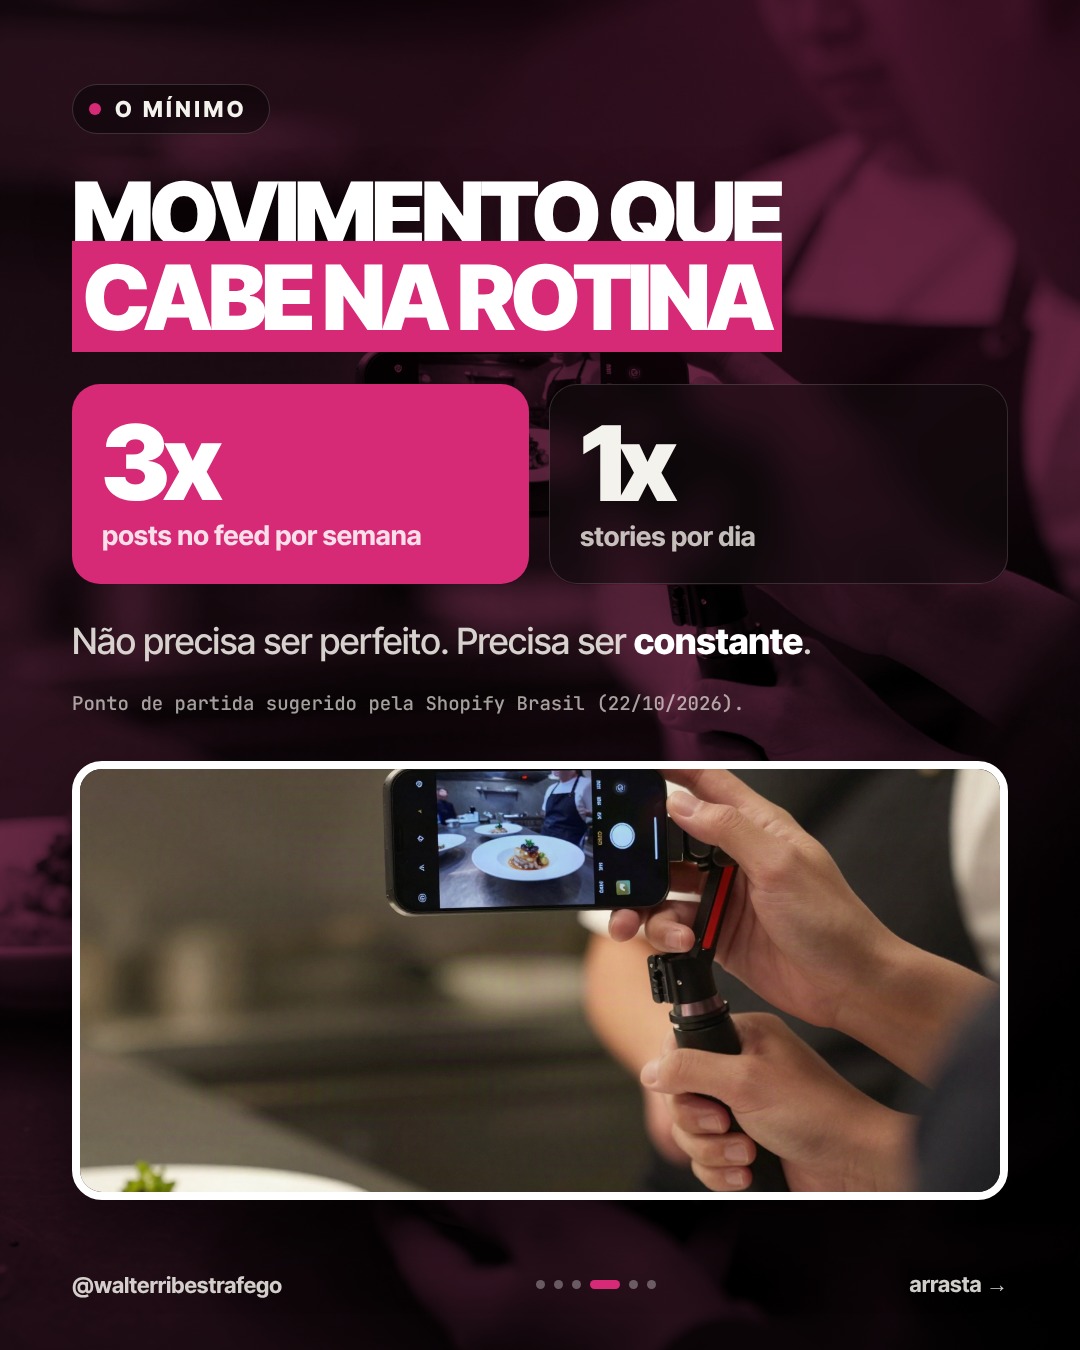 O MÍNIMO
MOVIMENTO QUE
CABE NA ROTINA
3x
posts no feed por semana
1x
stories por dia
Não precisa ser perfeito. Precisa ser constante.
Ponto de partida sugerido pela Shopify Brasil (22/10/2026).
@walterribestrafego
arrasta →